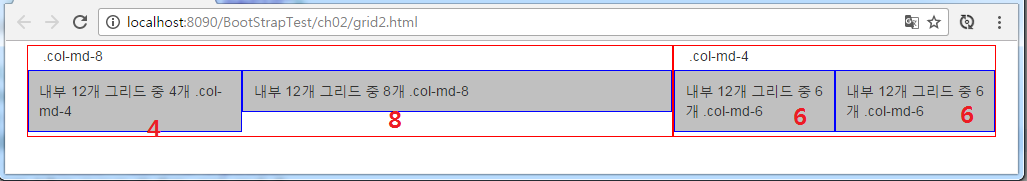 localhost:8090/BootStrapTest/ch02/grid2.html
.col-md-8
.col-md-4
내부 12개 그리드 중 4개 .col-
md-4
4
내부 12개 그리드 중 8개 .col-md-8
8
내부 12개 그리드 중 6
개 .col-md-6
6
내부 12개 그리드 중 6
개 .col-md-6
6